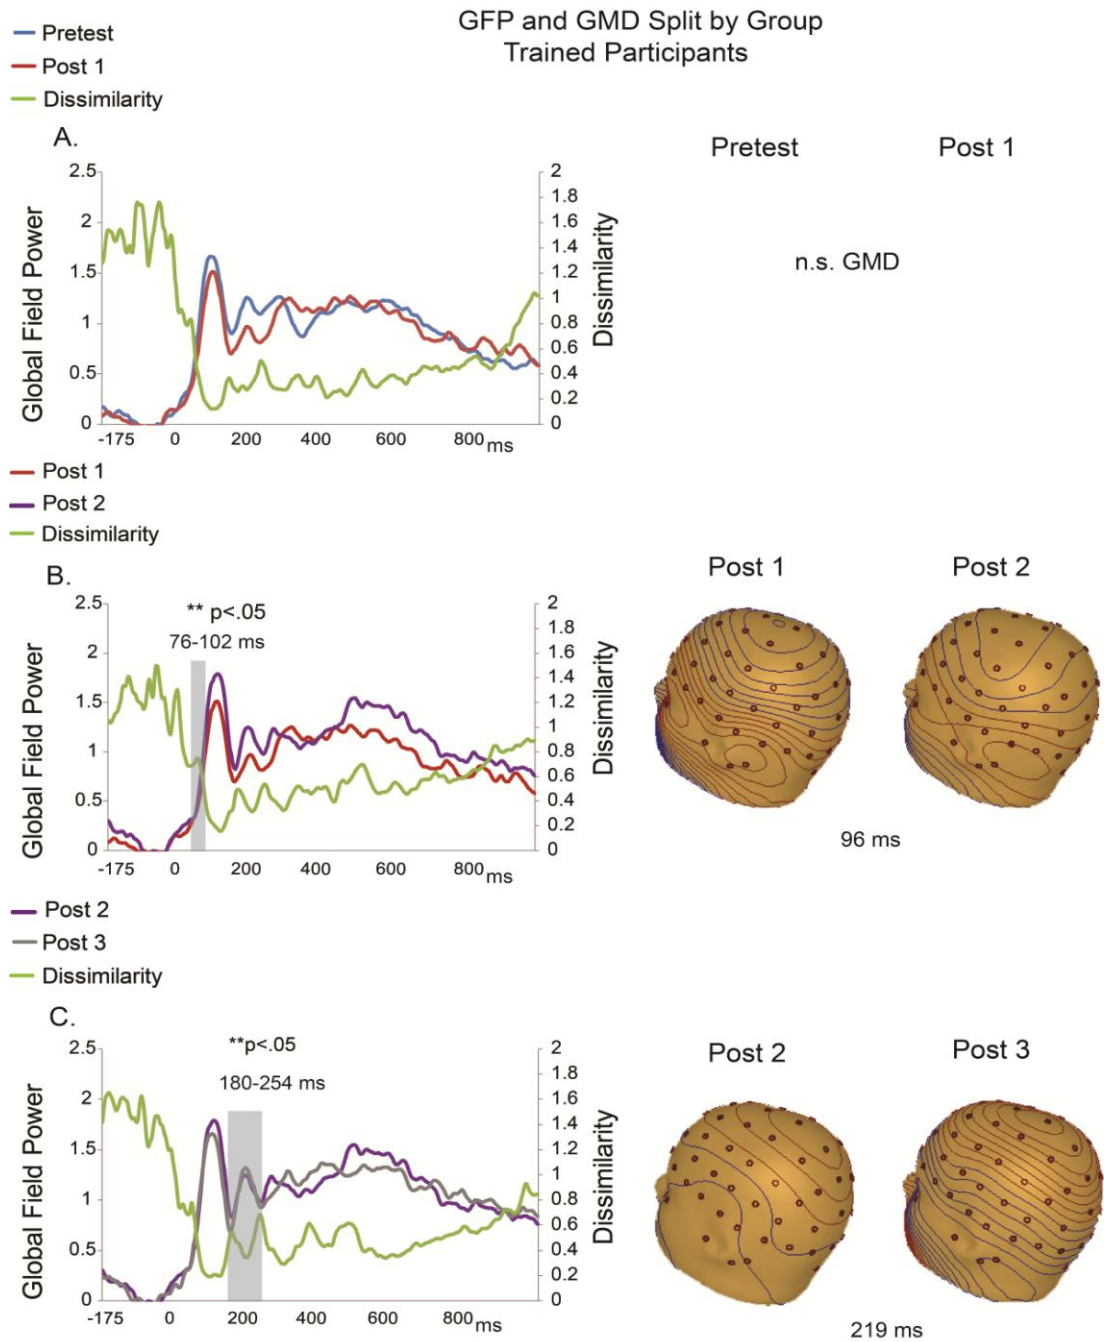 GFP and GMD Split by Group
Trained Participants
Pretest
Post 1
Dissimilarity
A.
Pretest
Post 1
2.5
2
1.5
1
0.5
0
Global Field Power
2
1.8
1.6
1.4
1.2
1
0.8
0.6
0.4
0.2
0
Dissimilarity
n.s. GMD
-175 0 200 400 600 800 ms
Post 1
Post 2
Dissimilarity
B.
Post 1
Post 2
** p<.05
76-102 ms
2.5
2
1.5
1
0.5
0
Global Field Power
2
1.8
1.6
1.4
1.2
1
0.8
0.6
0.4
0.2
0
Dissimilarity
96 ms
-175 0 200 400 600 800 ms
Post 2
Post 3
Dissimilarity
C.
Post 2
Post 3
**p<.05
180-254 ms
2.5
2
1.5
1
0.5
0
Global Field Power
2
1.8
1.6
1.4
1.2
1
0.8
0.6
0.4
0.2
0
Dissimilarity
-175 0 200 400 600 800 ms
219 ms